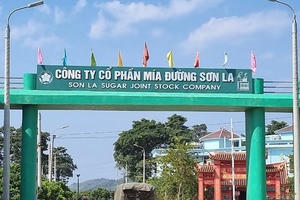 CÔNG TY CỔ PHẦN MÍA ĐƯỜNG SƠN LA
SON LA SUGAR JOINT STOCK COMPANY